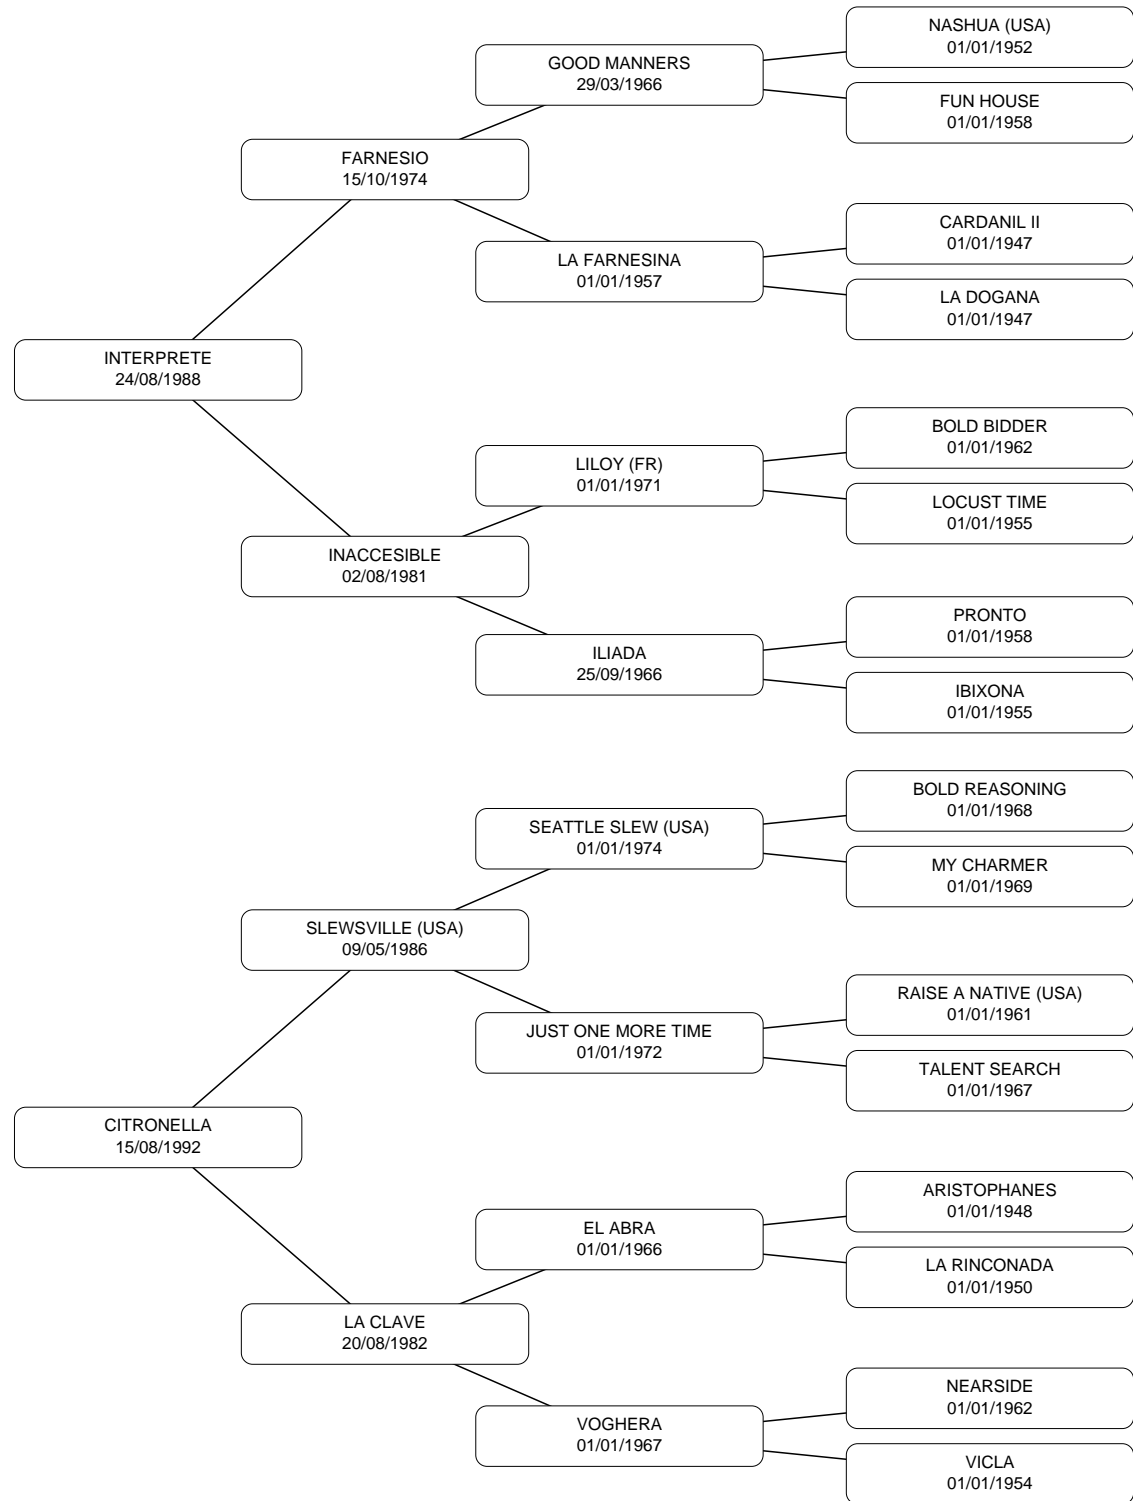 NASHUA (USA)
01/01/1952
GOOD MANNERS
29/03/1966
FUN HOUSE
01/01/1958
FARNESIO
15/10/1974
CARDANIL II
01/01/1947
LA FARNESINA
01/01/1957
LA DOGANA
01/01/1947
INTERPRETE
24/08/1988
BOLD BIDDER
01/01/1962
LILOY (FR)
01/01/1971
LOCUST TIME
01/01/1955
INACCESIBLE
02/08/1981
PRONTO
01/01/1958
ILIADA
25/09/1966
IBIXONA
01/01/1955
BOLD REASONING
01/01/1968
SEATTLE SLEW (USA)
01/01/1974
MY CHARMER
01/01/1969
SLEWSVILLE (USA)
09/05/1986
RAISE A NATIVE (USA)
01/01/1961
JUST ONE MORE TIME
01/01/1972
TALENT SEARCH
01/01/1967
CITRONELLA
15/08/1992
ARISTOPHANES
01/01/1948
EL ABRA
01/01/1966
LA RINCONADA
01/01/1950
LA CLAVE
20/08/1982
NEARSIDE
01/01/1962
VOGHERA
01/01/1967
VICLA
01/01/1954